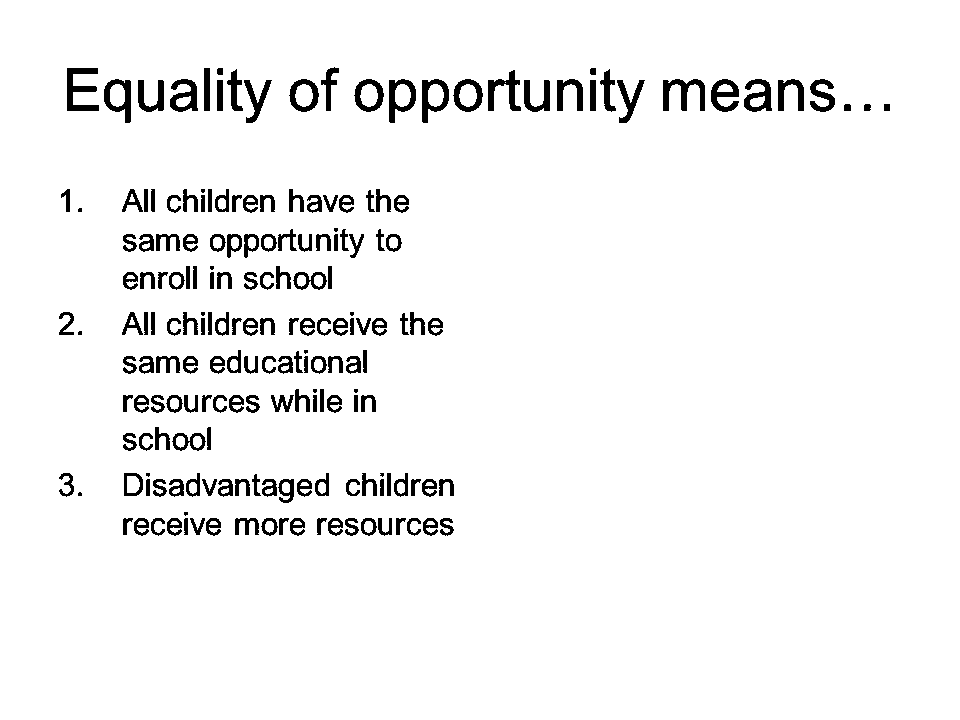 Equality of opportunity means…
1. All children have the
same opportunity to
enroll in school
2. All children receive the
same educational
resources while in
school
3. Disadvantaged children
receive more resources